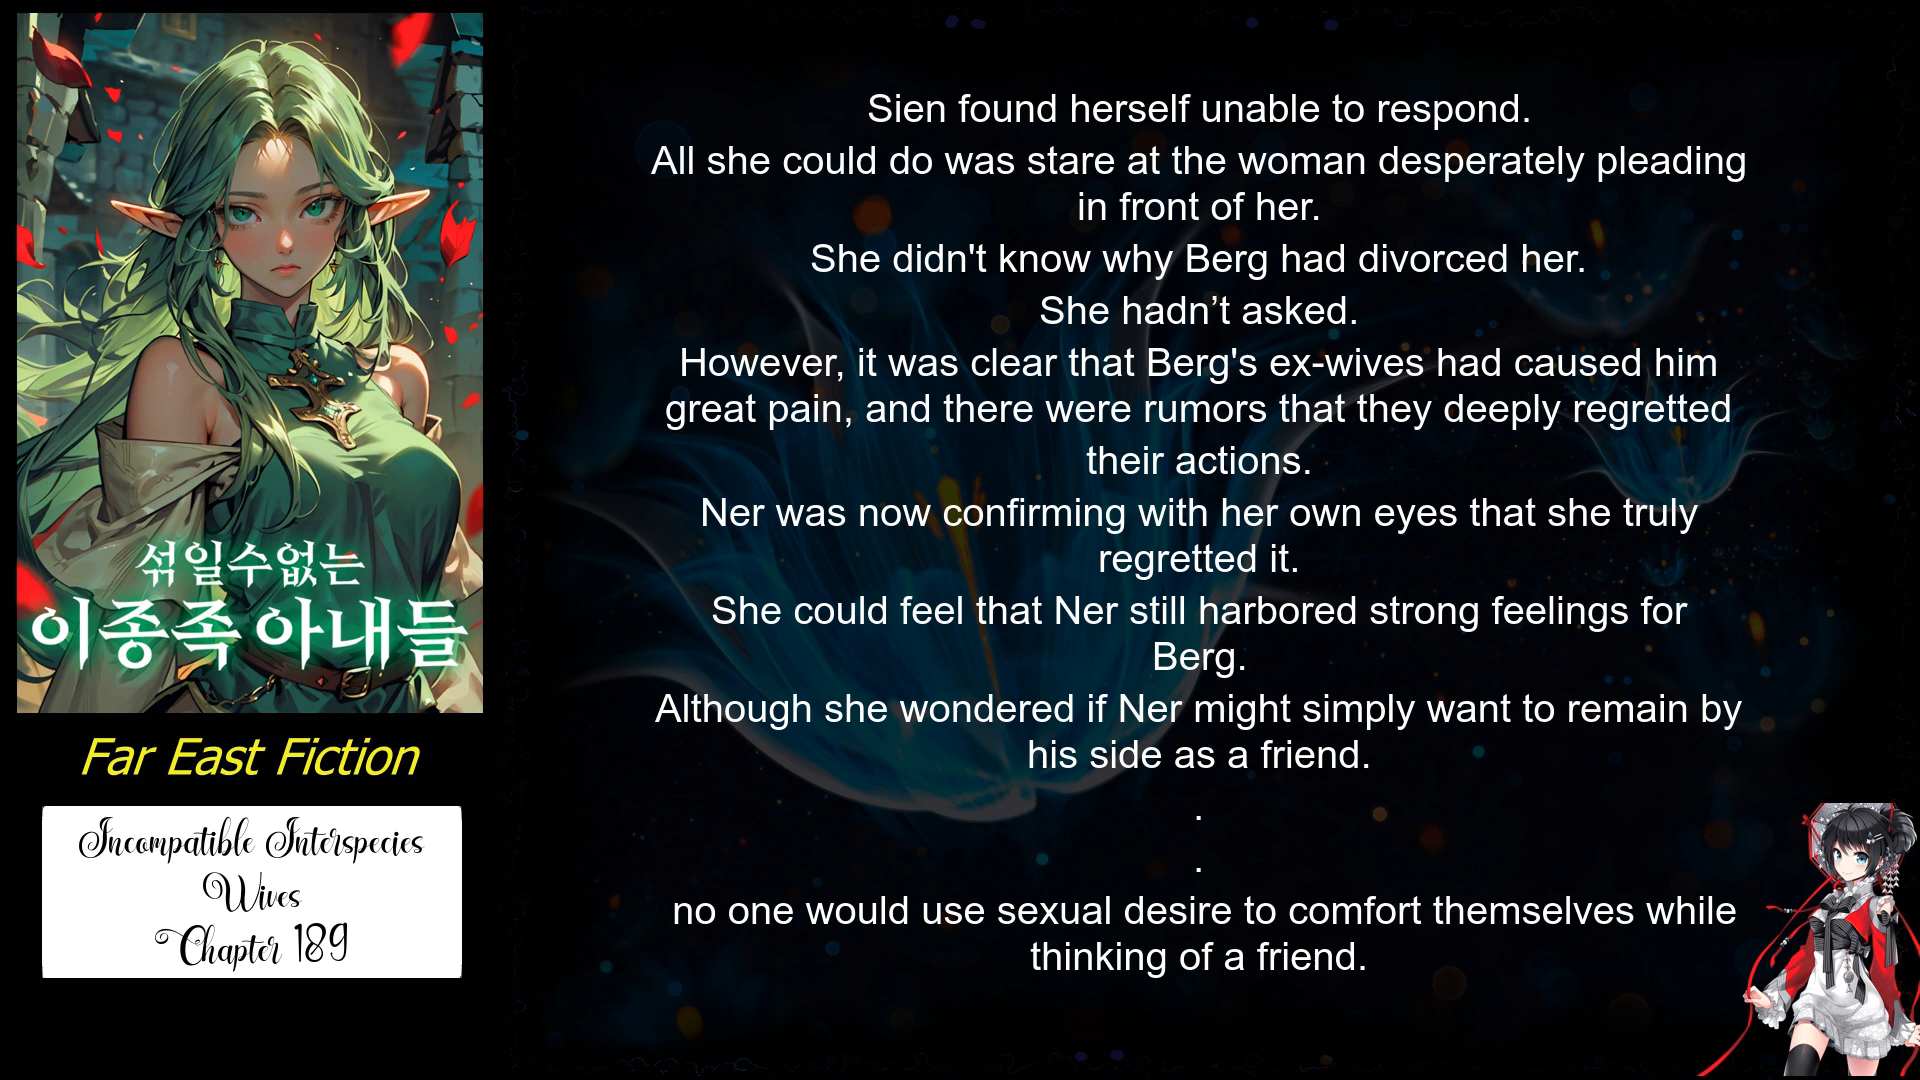 섞일수없는
이종족 아내들
Far East Fiction
Incompatible Interspecies
Wives
Chapter 189
Sien found herself unable to respond.
All she could do was stare at the woman desperately pleading
in front of her.
She didn't know why Berg had divorced her.
She hadn’t asked.
However, it was clear that Berg's ex-wives had caused him
great pain, and there were rumors that they deeply regretted
their actions.
Ner was now confirming with her own eyes that she truly
regretted it.
She could feel that Ner still harbored strong feelings for
Berg.
Although she wondered if Ner might simply want to remain by
his side as a friend.
.
.
no one would use sexual desire to comfort themselves while
thinking of a friend.